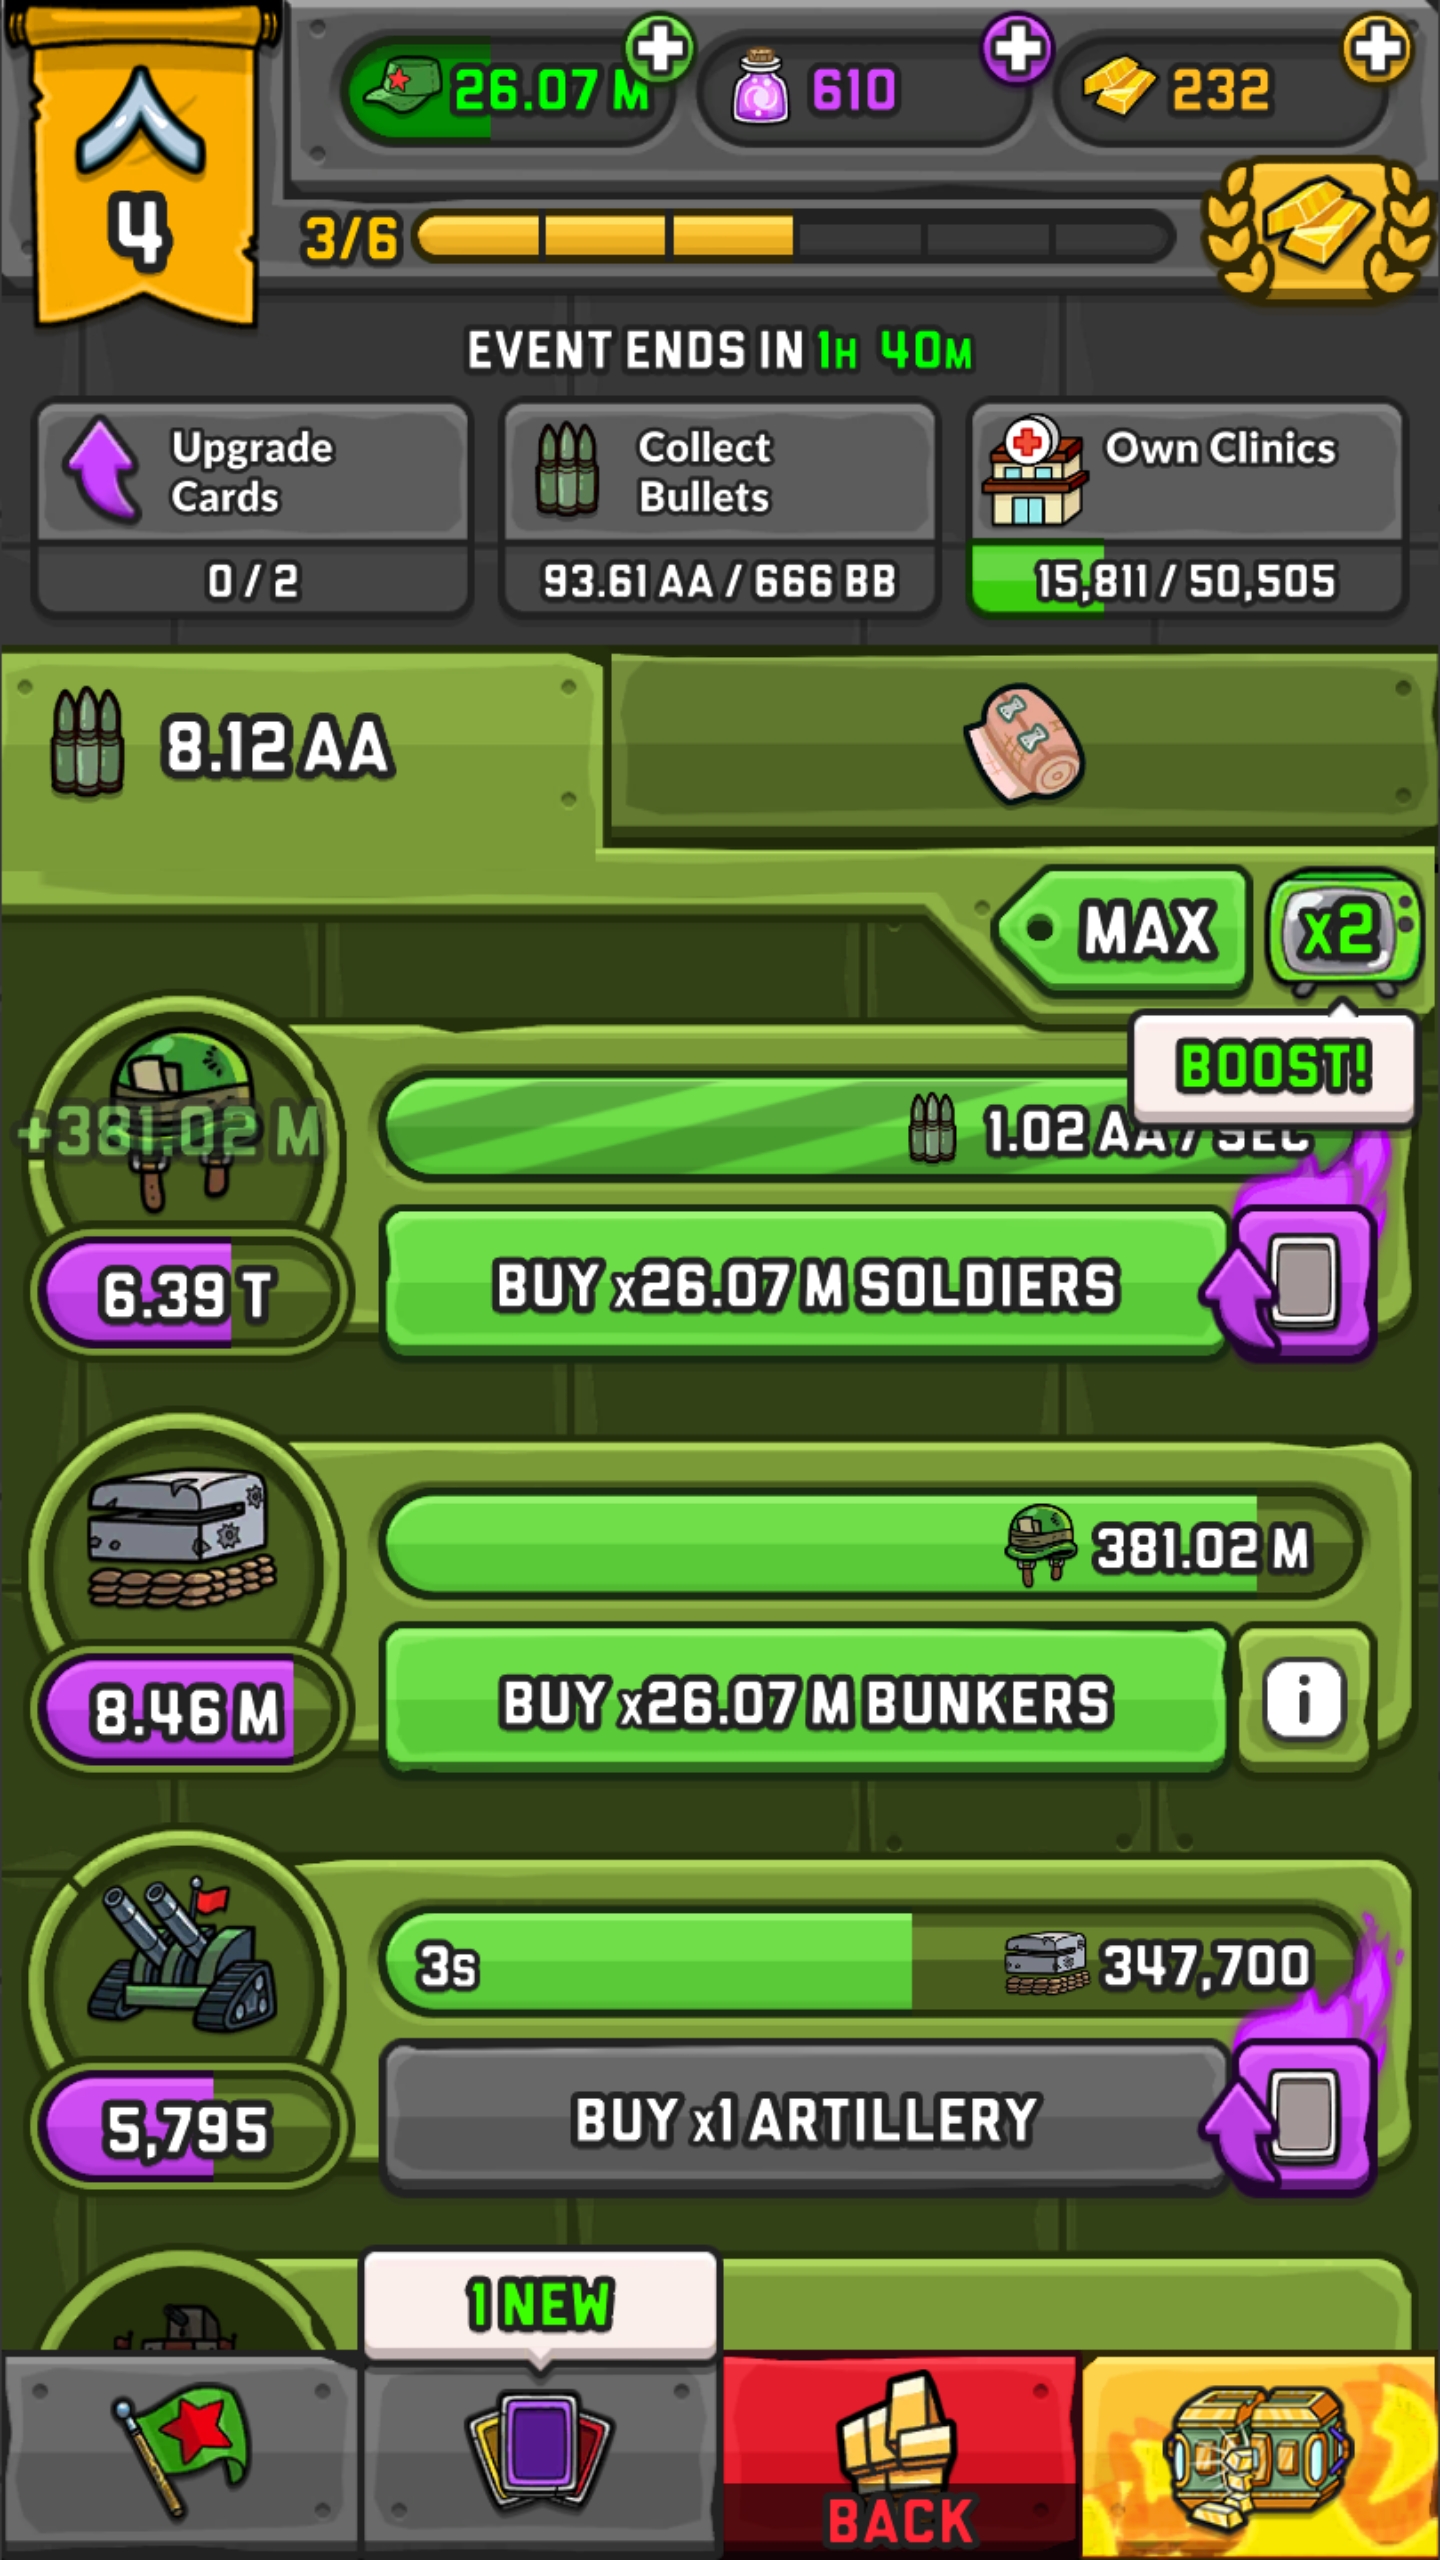 26.07 M
610
232
4
3/6
EVENT ENDS IN 1H 40M
Upgrade
Cards
Collect
Bullets
Own Clinics
0 / 2
93.61 AA / 666 BB
15,811 / 50,505
8.12 AA
MAX
x2
BOOST!
+381.02 M
1.02 AA / SEC
6.39 T
BUY x26.07 M SOLDIERS
381.02 M
8.46 M
BUY x26.07 M BUNKERS
i
3s
347,700
5,795
BUY x1 ARTILLERY
1 NEW
BACK